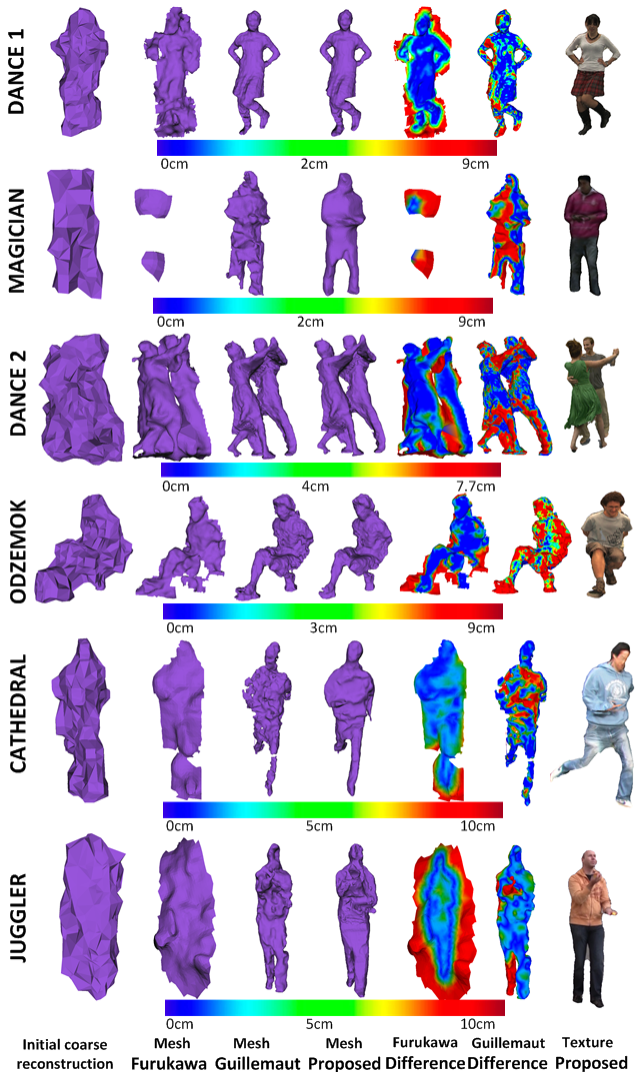 DANCE 1
0cm 2cm 9cm
MAGICIAN
0cm 2cm 9cm
DANCE 2
0cm 4cm 7.7cm
ODZEMOK
0cm 3cm 9cm
CATHEDRAL
0cm 5cm 10cm
JUGGLER
0cm 5cm 10cm
Initial coarse Mesh Mesh Mesh Furukawa Guillemaut Texture
reconstruction Furukawa Guillemaut Proposed Difference Difference Proposed